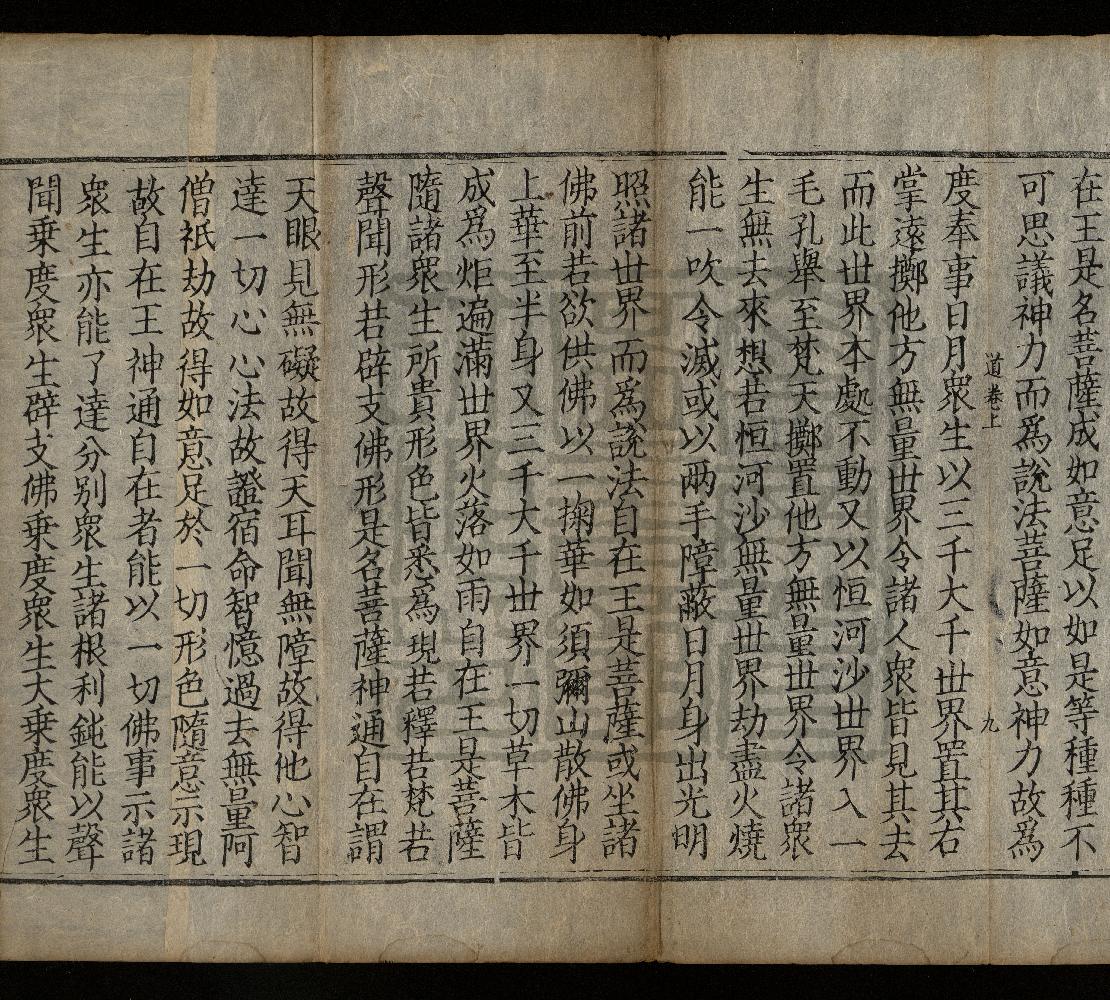 在王是名菩薩成如意足以如是等種種不
可思議神力而為說法菩薩如意神力故為
道卷上　九
度奉事日月衆生以三千大千世界置其右
掌遠擲他方無量世界令諸人衆皆見其去
而此世界本處不動又以恒河沙世界入一
毛孔舉至梵天擲置他方無量世界令諸衆
生無去來想若恒河沙無量世界劫盡火燒
能一吹令滅或以兩手障蔽日月身出光明
照諸世界而為說法自在王是菩薩或坐諸
佛前若欲供佛以一掬華如須彌山散佛身
上華至半身又三千大千世界一切草木皆
成為炬遍滿世界火落如雨自在王是菩薩
隨諸衆生所貴形色皆悉為現若釋若梵若
聲聞形若辟支佛形是名菩薩神通自在謂
天眼見無礙故得天耳聞無障故得他心智
達一切心心法故證宿命智憶過去無量阿
僧祇劫故得如意足於一切形色隨意示現
故自在王神通自在者能以一切佛事示諸
衆生亦能了達分別衆生諸根利鈍能以聲
聞乗度衆生辟支佛乗度衆生大乗度衆生